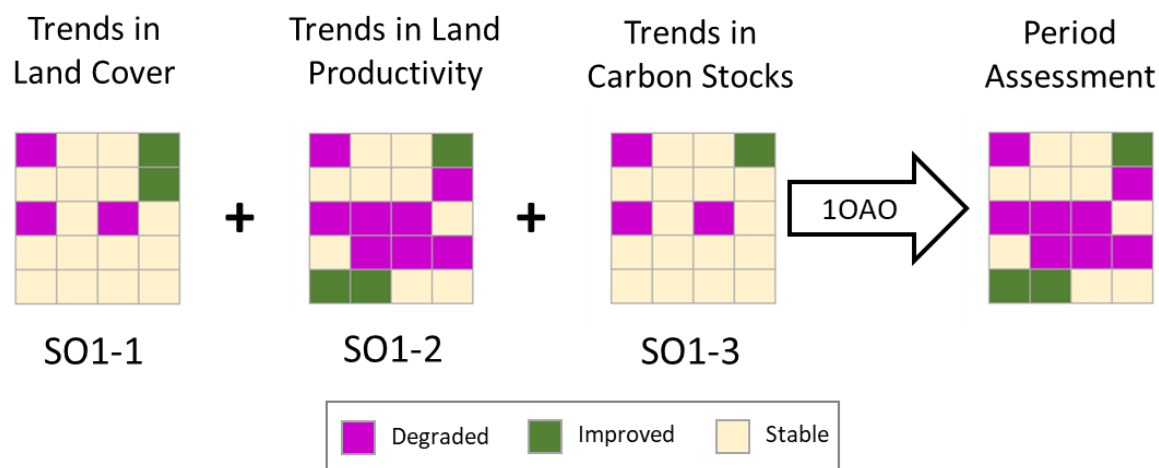 Trends in
Land Cover
Trends in Land
Productivity
Trends in
Carbon Stocks
Period
Assessment
+
+
1OAO
SO1-1
SO1-2
SO1-3
Degraded
Improved
Stable